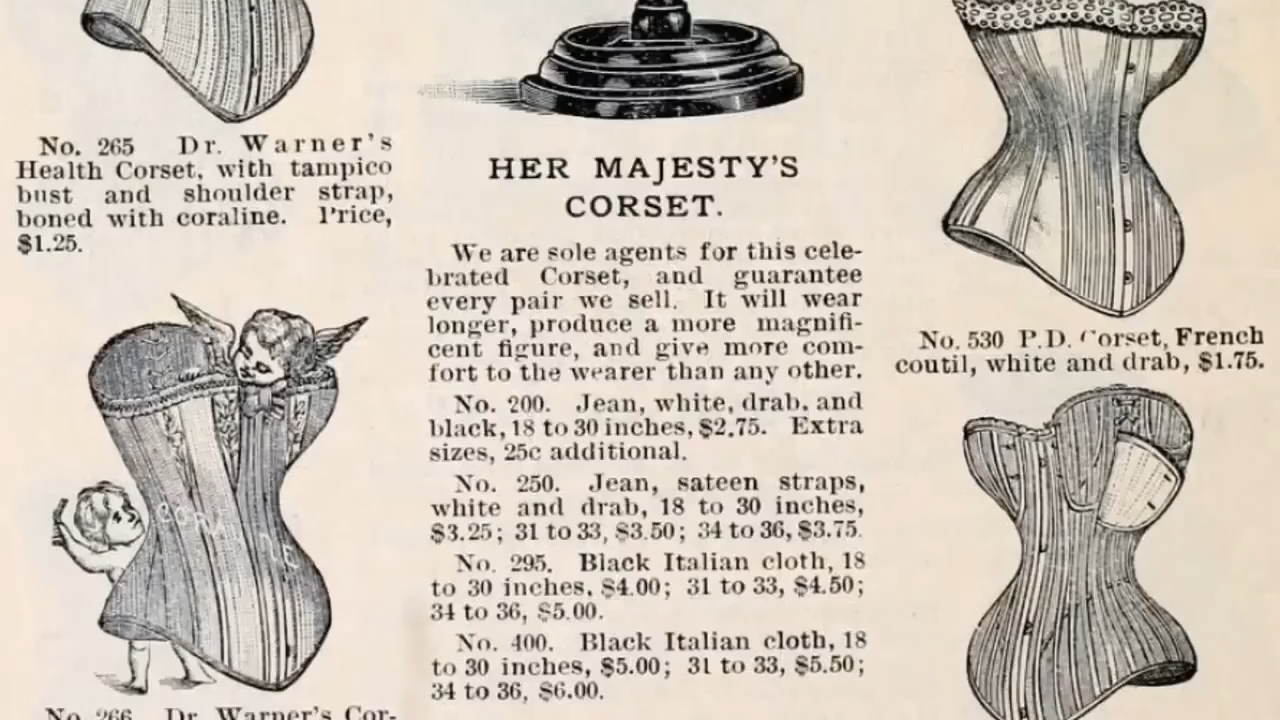 No. 265 Dr. Warner's
Health Corset, with tampico
bust and shoulder strap,
boned with coraline. Price,
$1.25.
CORALINE
No. 266 Dr. Warner's Cor-
HER MAJESTY'S
CORSET.
We are sole agents for this cele-
brated Corset, and guarantee
every pair we sell. It will wear
longer, produce a more magnifi-
cent figure, and give more com-
fort to the wearer than any other.
No. 200. Jean, white, drab, and
black, 18 to 30 inches, $2.75. Extra
sizes, 25c additional.
No. 250. Jean, sateen straps,
white and drab, 18 to 30 inches,
$3.25; 31 to 33, $3.50; 34 to 36, $3.75.
No. 295. Black Italian cloth, 18
to 30 inches, $4.00; 31 to 33, $4.50;
34 to 36, $5.00.
No. 400. Black Italian cloth, 18
to 30 inches, $5.00; 31 to 33, $5.50;
34 to 36, $6.00.
No. 530 P.D. Corset, French
coutil, white and drab, $1.75.